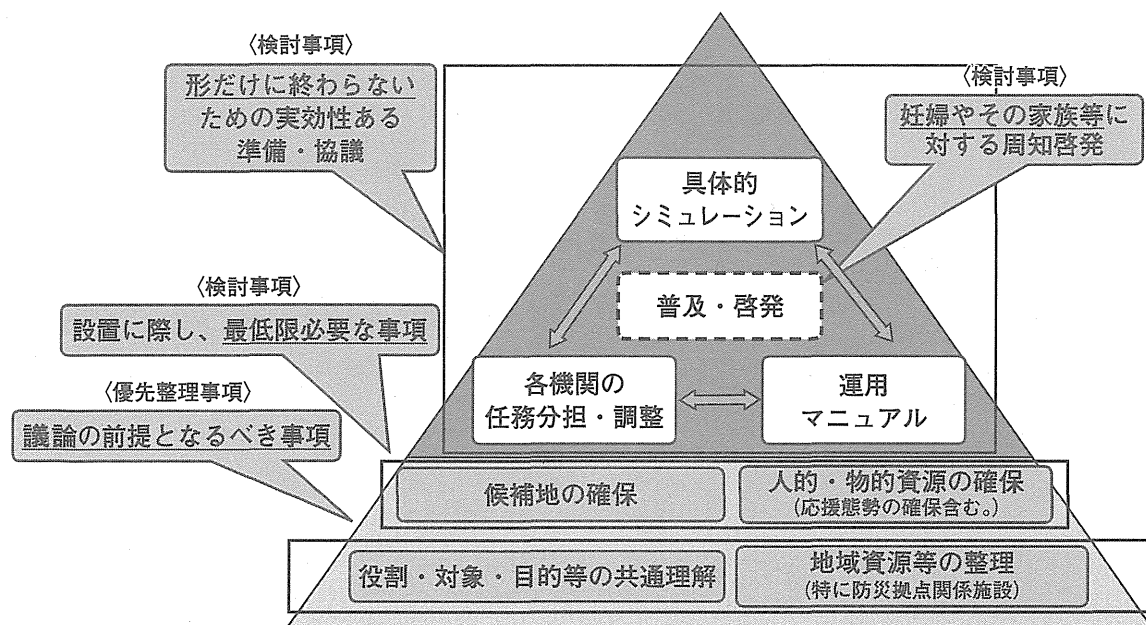 〈検討事項〉
形だけに終わらない
ための実効性ある
準備・協議
〈検討事項〉
妊婦やその家族等に
対する周知啓発
具体的
シミュレーション
普及・啓発
〈検討事項〉
設置に際し、最低限必要な事項
各機関の
任務分担・調整
運用
マニュアル
〈優先整理事項〉
議論の前提となるべき事項
候補地の確保
人的・物的資源の確保
(応援態勢の確保含む。)
役割・対象・目的等の共通理解
地域資源等の整理
(特に防災拠点関係施設)